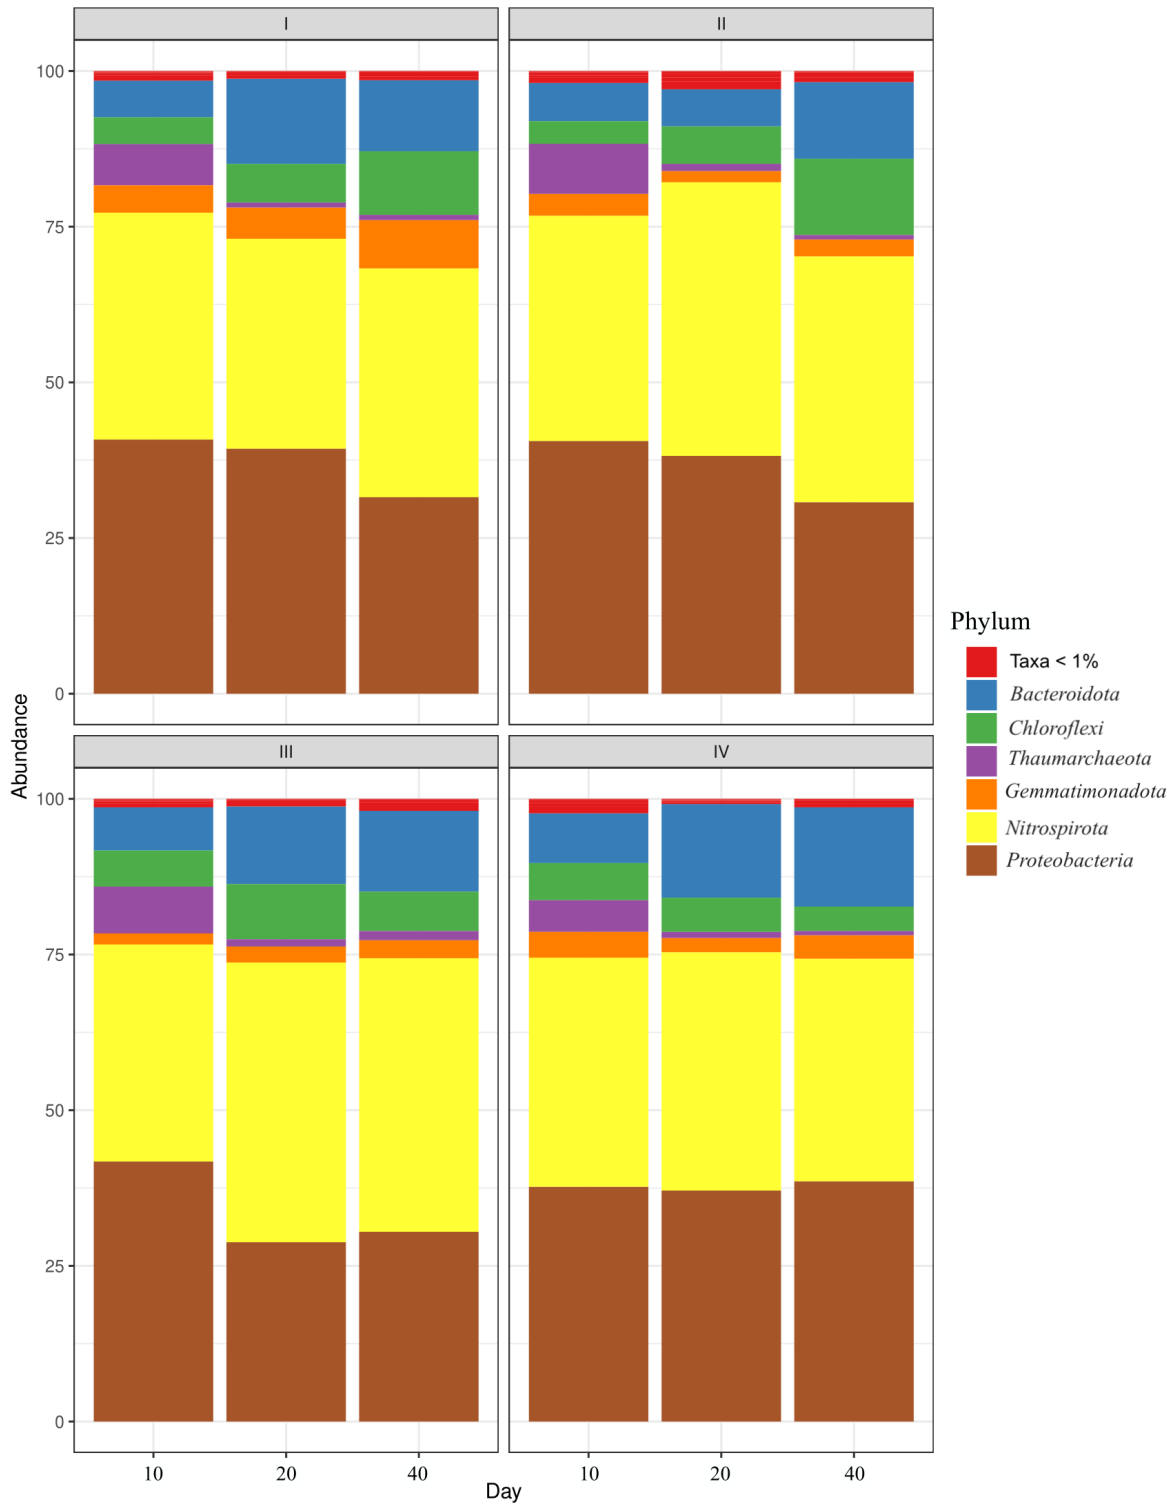 I
II
100
75
50
25
0
Abundance
III
IV
100
75
50
25
0
10
20
40
10
20
40
Day
Phylum
Taxa < 1%
Bacteroidota
Chloroflexi
Thaumarchaeota
Gemmatimonadota
Nitrospirota
Proteobacteria